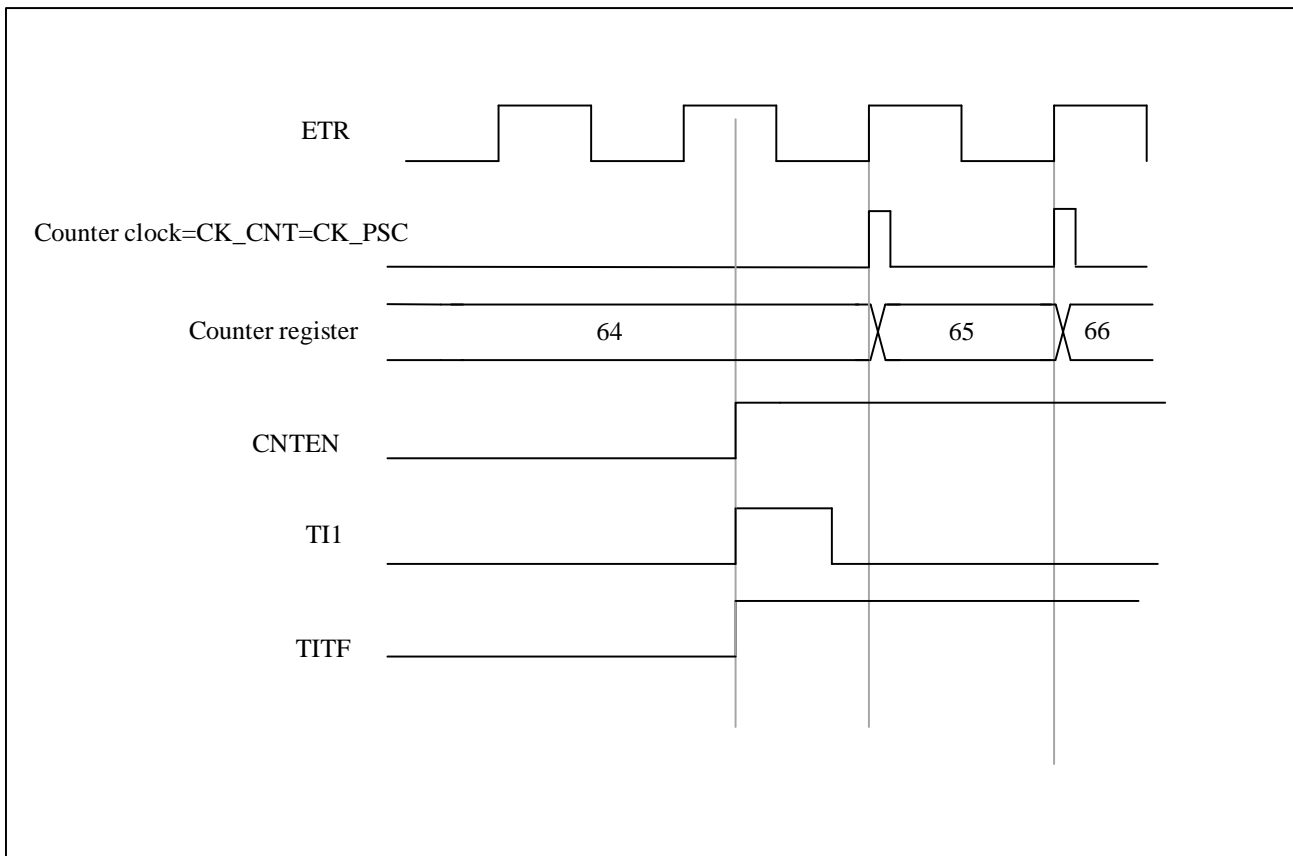 ETR
Counter clock=CK_CNT=CK_PSC
Counter register 64 65 66
CNTEN
TI1
TITF